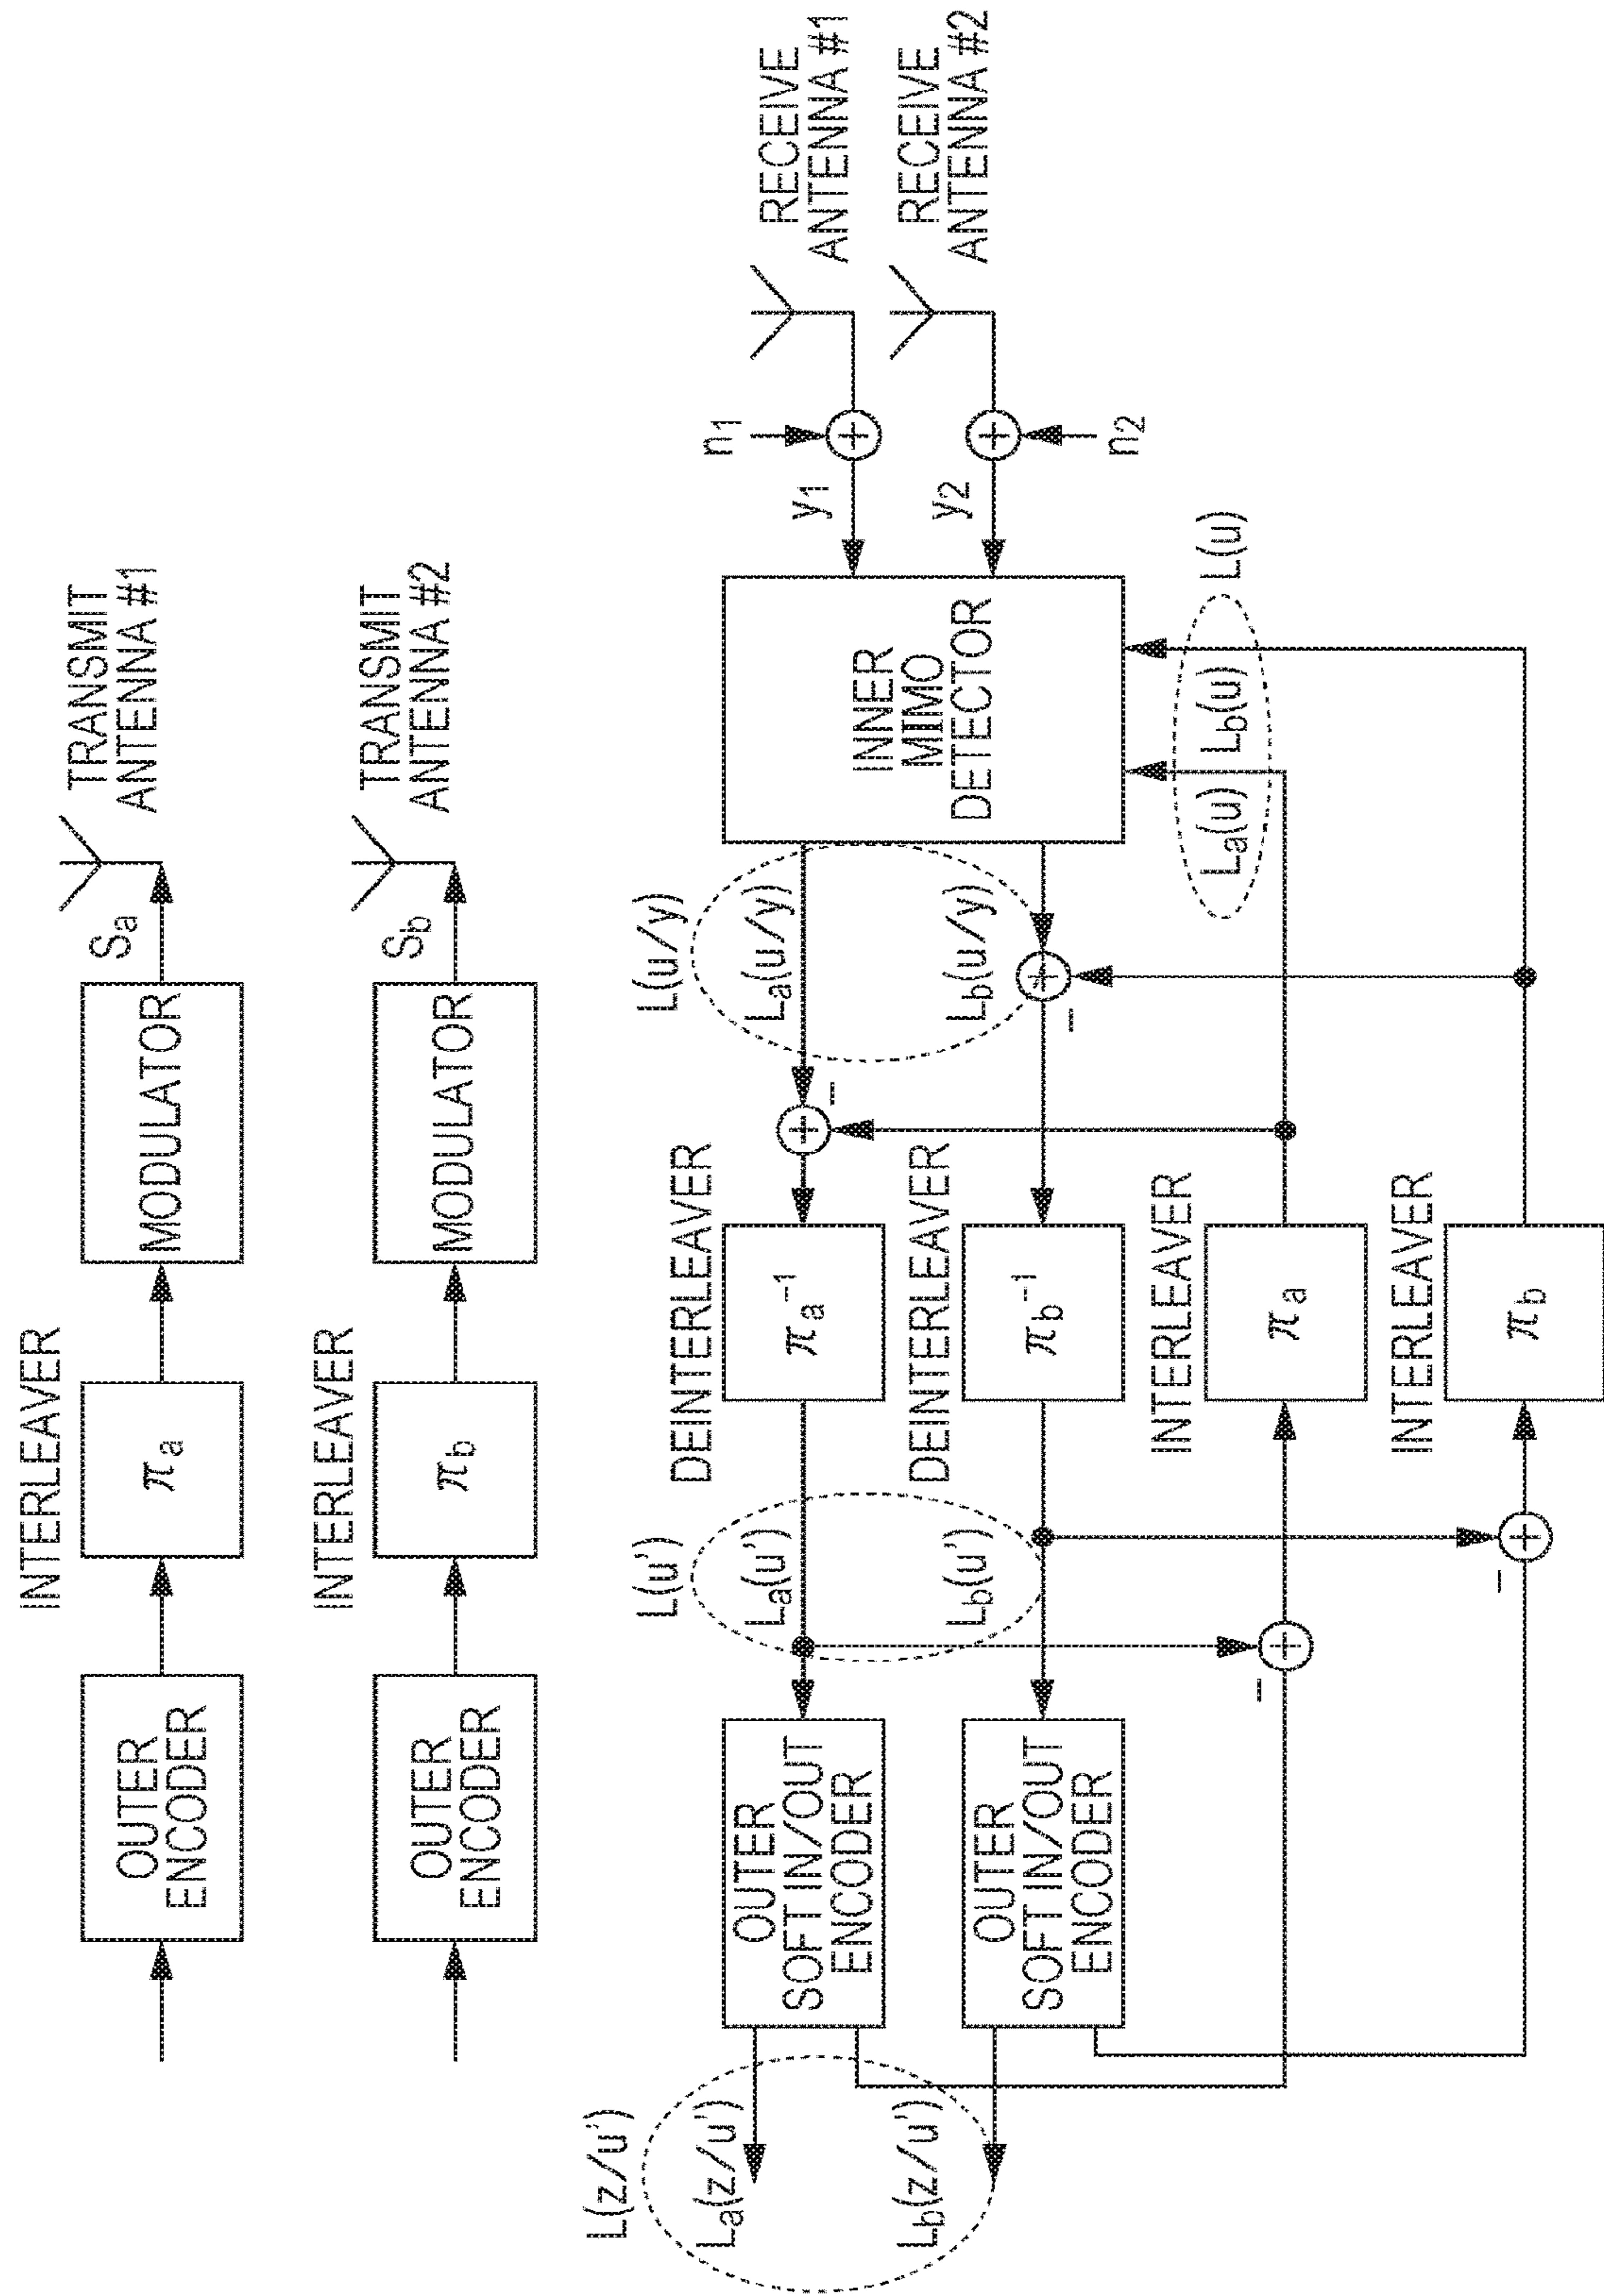 INTERLEAVER
OUTER
ENCODER
πa
MODULATOR
Sa
TRANSMIT
ANTENNA #1
INTERLEAVER
OUTER
ENCODER
πb
MODULATOR
Sb
TRANSMIT
ANTENNA #2
L(z/u')
La(z/u')
Lb(z/u')
OUTER
SOFT IN/OUT
ENCODER
OUTER
SOFT IN/OUT
ENCODER
L(u')
La(u')
Lb(u')
DEINTERLEAVER
πa⁻¹
DEINTERLEAVER
πb⁻¹
INTERLEAVER
πa
INTERLEAVER
πb
+
−
+
−
+
−
+
−
L(u/y)
La(u/y)
Lb(u/y)
INNER
MIMO
DETECTOR
La(u) Lb(u)
L(u)
y1
n1
+
y2
n2
+
RECEIVE
ANTENNA #1
RECEIVE
ANTENNA #2